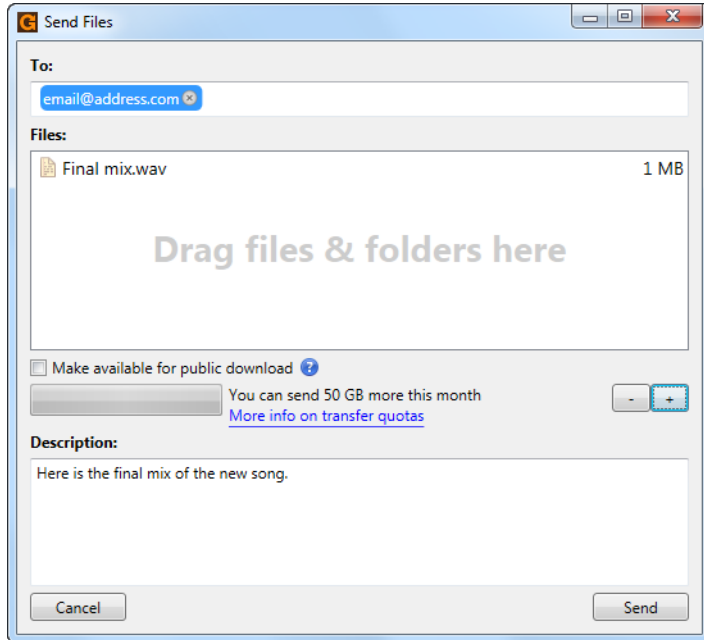 Send Files
To:
email@address.com
Files:
Final mix.wav 1 MB
Drag files & folders here
Make available for public download ?
You can send 50 GB more this month
- +
More info on transfer quotas
Description:
Here is the final mix of the new song.
Cancel Send